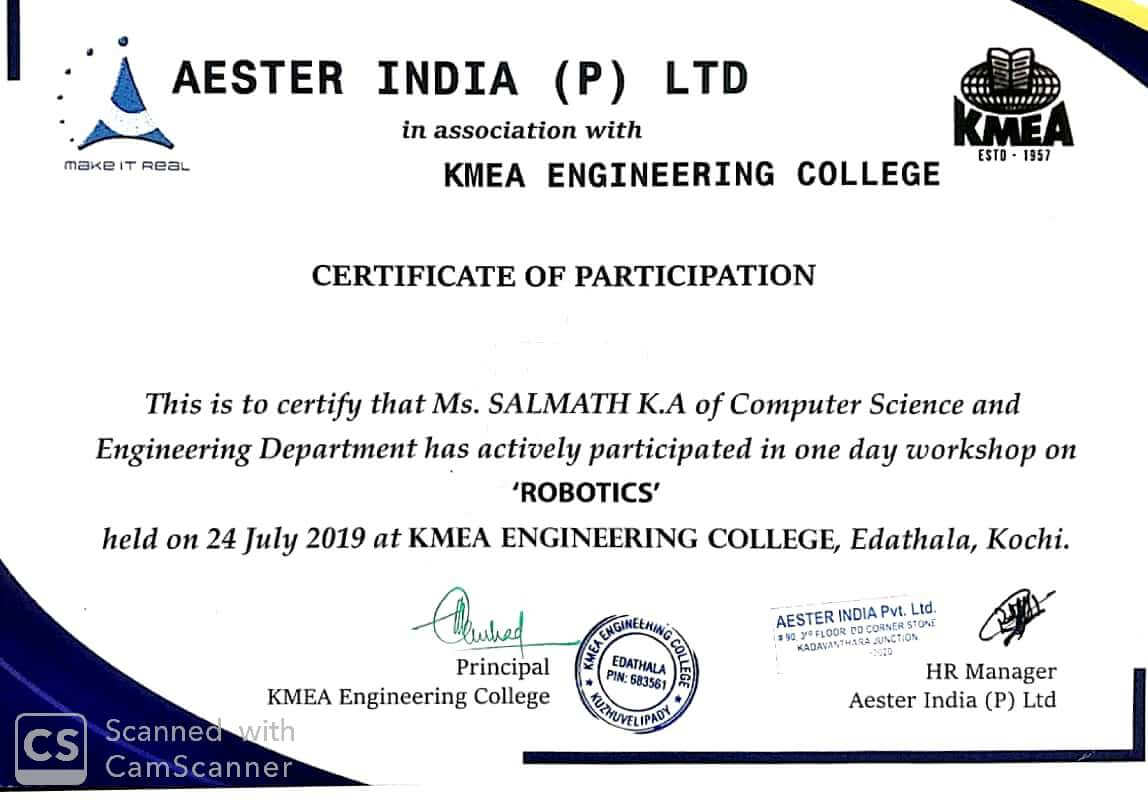 AESTER INDIA (P) LTD
in association with
KMEA ENGINEERING COLLEGE
make it real
KMEA
ESTD - 1957
CERTIFICATE OF PARTICIPATION
This is to certify that Ms. SALMATH K.A of Computer Science and
Engineering Department has actively participated in one day workshop on
‘ROBOTICS’
held on 24 July 2019 at KMEA ENGINEERING COLLEGE, Edathala, Kochi.
Principal
KMEA Engineering College
KMEA ENGINEERING COLLEGE
EDATHALA
PIN: 683561
KUZHUVELIPADY
AESTER INDIA Pvt. Ltd.
# 90, 3rd FLOOR, DD CORNER STONE
KADAVANTHARA JUNCTION
HR Manager
Aester India (P) Ltd
CS
Scanned with
CamScanner